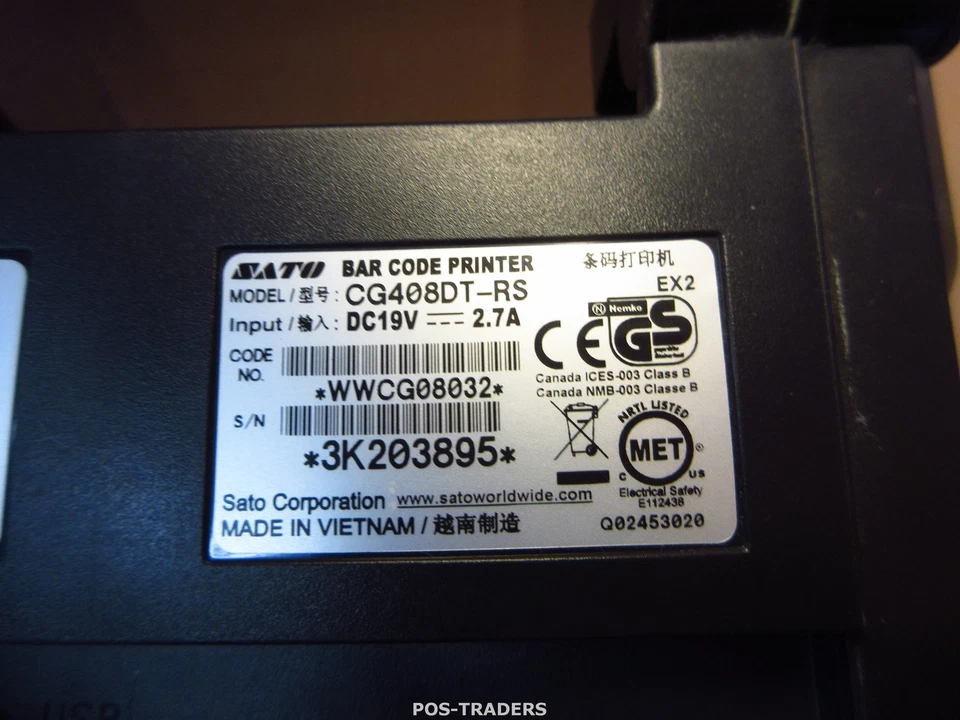 SATO BAR CODE PRINTER 条码打印机
MODEL / 型号: CG408DT-RS EX2
Input / 输入: DC19V 2.7A
N Nemko
GS
CE
CODE NO.
*WWCG08032*
Canada ICES-003 Class B
Canada NMB-003 Classe B
S/N
*3K203895*
NRTL LISTED
MET ®
C US
Electrical Safety
E112438
Sato Corporation www.satoworldwide.com
MADE IN VIETNAM / 越南制造 Q02453020
USB
POS-TRADERS